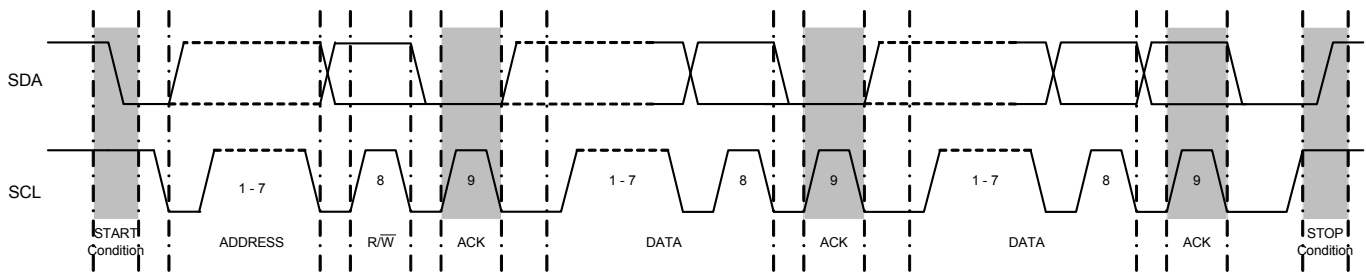 SDA
SCL
1 - 7
8
9
1 - 7
8
9
1 - 7
8
9
START
Condition
ADDRESS
R/W̅
ACK
DATA
ACK
DATA
ACK
STOP
Condition